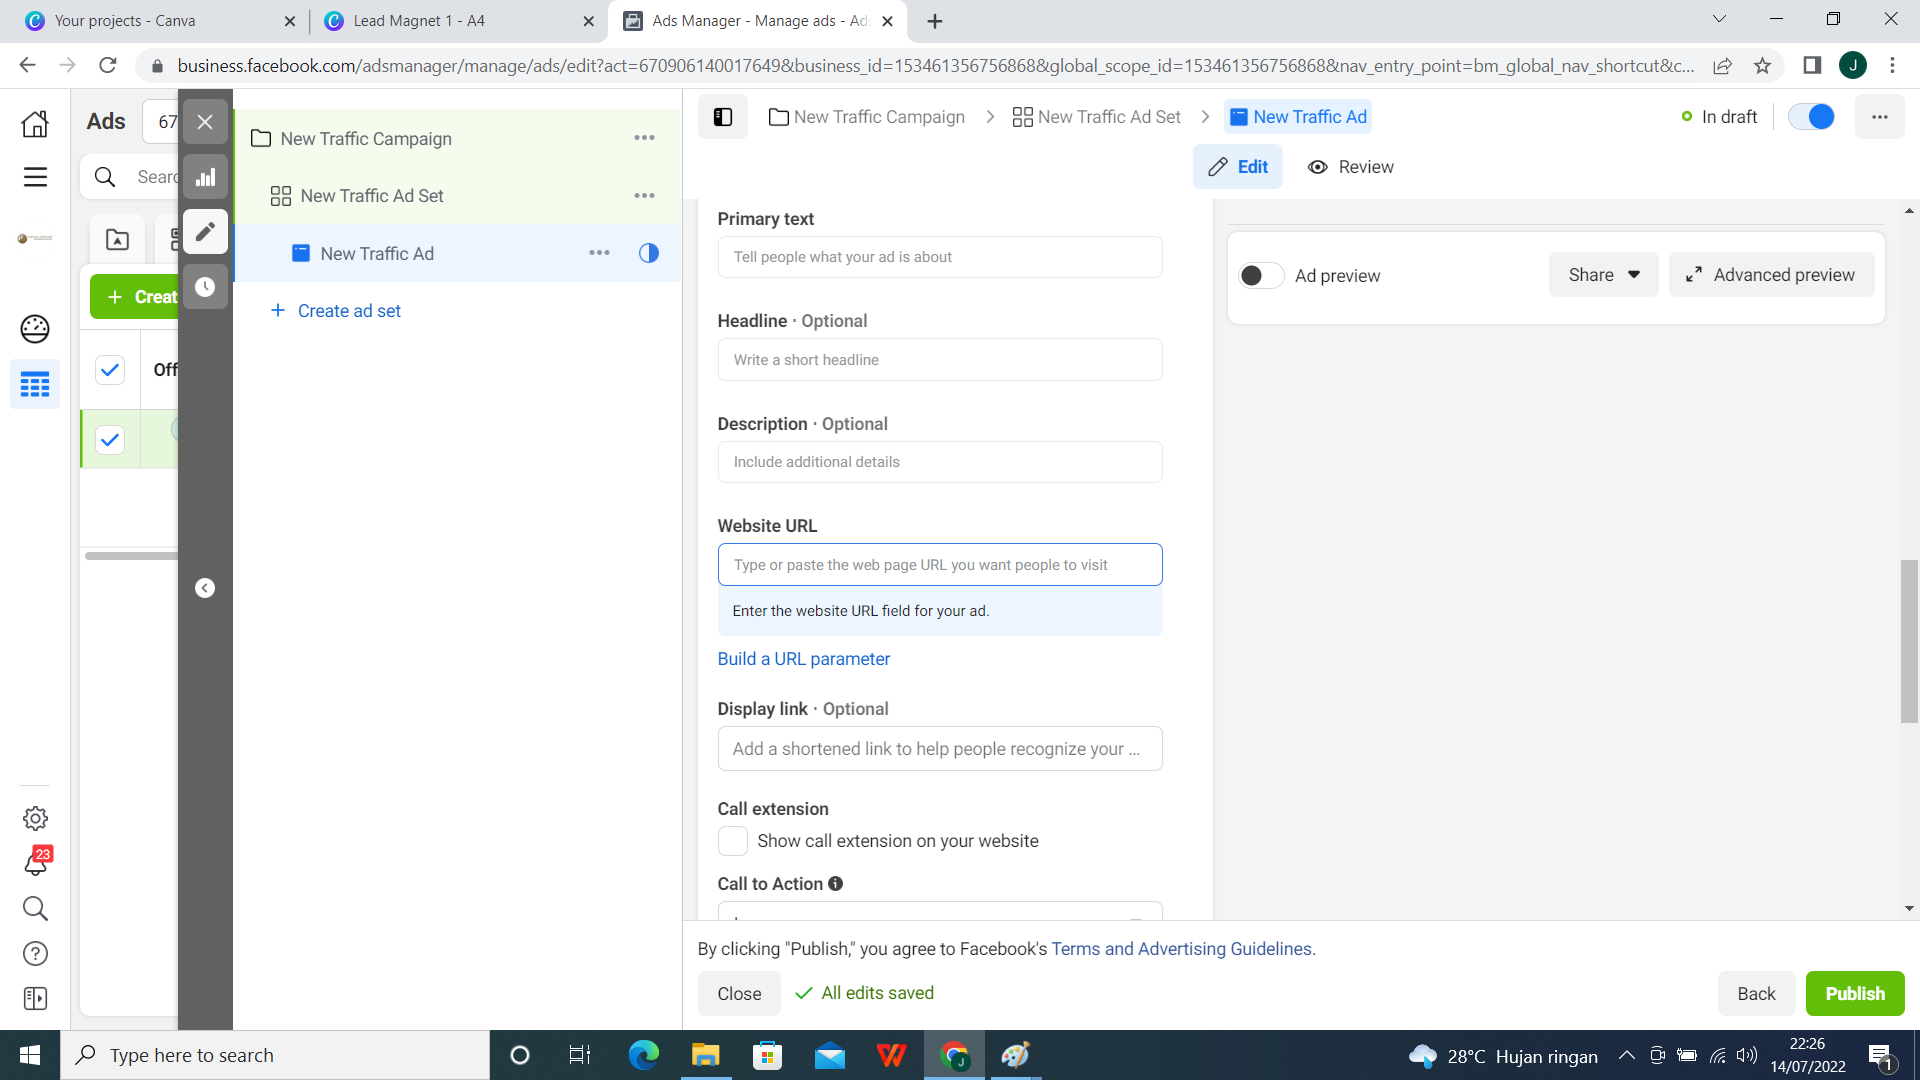 Your projects - Canva
Lead Magnet 1 - A4
Ads Manager - Manage ads - Ads
business.facebook.com/adsmanager/manage/ads/edit?act=670906140017649&business_id=153461356756868&global_scope_id=153461356756868&nav_entry_point=bm_global_nav_shortcut&c...
J
Ads
67
Searc
Creat
Off
23
New Traffic Campaign
New Traffic Ad Set
New Traffic Ad
Create ad set
New Traffic Campaign
New Traffic Ad Set
New Traffic Ad
In draft
Edit
Review
Primary text
Tell people what your ad is about
Headline · Optional
Write a short headline
Description · Optional
Include additional details
Website URL
Type or paste the web page URL you want people to visit
Enter the website URL field for your ad.
Build a URL parameter
Display link · Optional
Add a shortened link to help people recognize your ...
Call extension
Show call extension on your website
Call to Action
Ad preview
Share
Advanced preview
By clicking "Publish," you agree to Facebook's Terms and Advertising Guidelines.
Close
All edits saved
Back
Publish
Type here to search
28°C Hujan ringan
22:26
14/07/2022
1